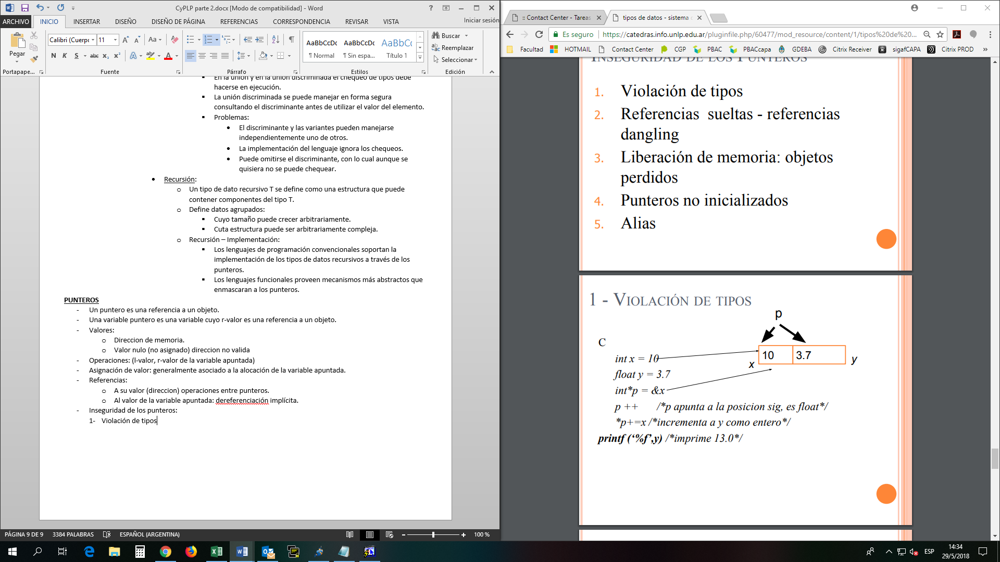 CyPLP parte 2.docx [Modo de compatibilidad] - Word
ARCHIVO INICIO INSERTAR DISEÑO DISEÑO DE PÁGINA REFERENCIAS CORRESPONDENCIA REVISAR VISTA Iniciar sesión
Pegar
Calibri (Cuerpo 11
N K S abc x₂ x²
AaBbCcDc AaBbCcDc AaBbC
¶ Normal ¶ Sin espa... Título 1
Buscar
Reemplazar
Seleccionar
Portapape... Fuente Párrafo Estilos Edición
En la unión y en la unión discriminada el chequeo de tipos debe
hacerse en ejecución.
▪ La unión discriminada se puede manejar en forma segura
consultando el discriminante antes de utilizar el valor del elemento.
▪ Problemas:
• El discriminante y las variantes pueden manejarse
independientemente uno de otros.
• La implementación del lenguaje ignora los chequeos.
• Puede omitirse el discriminante, con lo cual aunque se
quisiera no se puede chequear.
• Recursión:
o Un tipo de dato recursivo T se define como una estructura que puede
contener componentes del tipo T.
o Define datos agrupados:
▪ Cuyo tamaño puede crecer arbitrariamente.
▪ Cuta estructura puede ser arbitrariamente compleja.
o Recursión – Implementación:
▪ Los lenguajes de programación convencionales soportan la
implementación de los tipos de datos recursivos a través de los
punteros.
▪ Los lenguajes funcionales proveen mecanismos más abstractos que
enmascaran a los punteros.
PUNTEROS
- Un puntero es una referencia a un objeto.
- Una variable puntero es una variable cuyo r-valor es una referencia a un objeto.
- Valores:
o Direccion de memoria.
o Valor nulo (no asignado) direccion no valida
- Operaciones: (l-valor, r-valor de la variable apuntada)
- Asignación de valor: generalmente asociado a la alocación de la variable apuntada.
- Referencias:
o A su valor (direccion) operaciones entre punteros.
o Al valor de la variable apuntada: dereferenciación implícita.
- Inseguridad de los punteros:
1- Violación de tipos
PÁGINA 9 DE 9 3384 PALABRAS ESPAÑOL (ARGENTINA) 100 %
:: Contact Center - Tareas
tipos de datos - sistema
Es seguro https://catedras.info.unlp.edu.ar/pluginfile.php/60477/mod_resource/content/1/tipos%20de%20...
Facultad HOTMAIL Contact Center CGP PBAC PBACcapa GDEBA Citrix Receiver sigafCAPA Citrix PROD »
INSEGURIDAD DE LOS PUNTEROS
1. Violación de tipos
2. Referencias sueltas - referencias
dangling
3. Liberación de memoria: objetos
perdidos
4. Punteros no inicializados
5. Alias
1 - VIOLACIÓN DE TIPOS
p
C
10 3.7
x y
int x = 10
float y = 3.7
int*p = &x
p ++ /*p apunta a la posicion sig, es float*/
*p+=x /*incrementa a y como entero*/
printf (‘%f’,y) /*imprime 13.0*/
ESP
14:34
29/5/2018